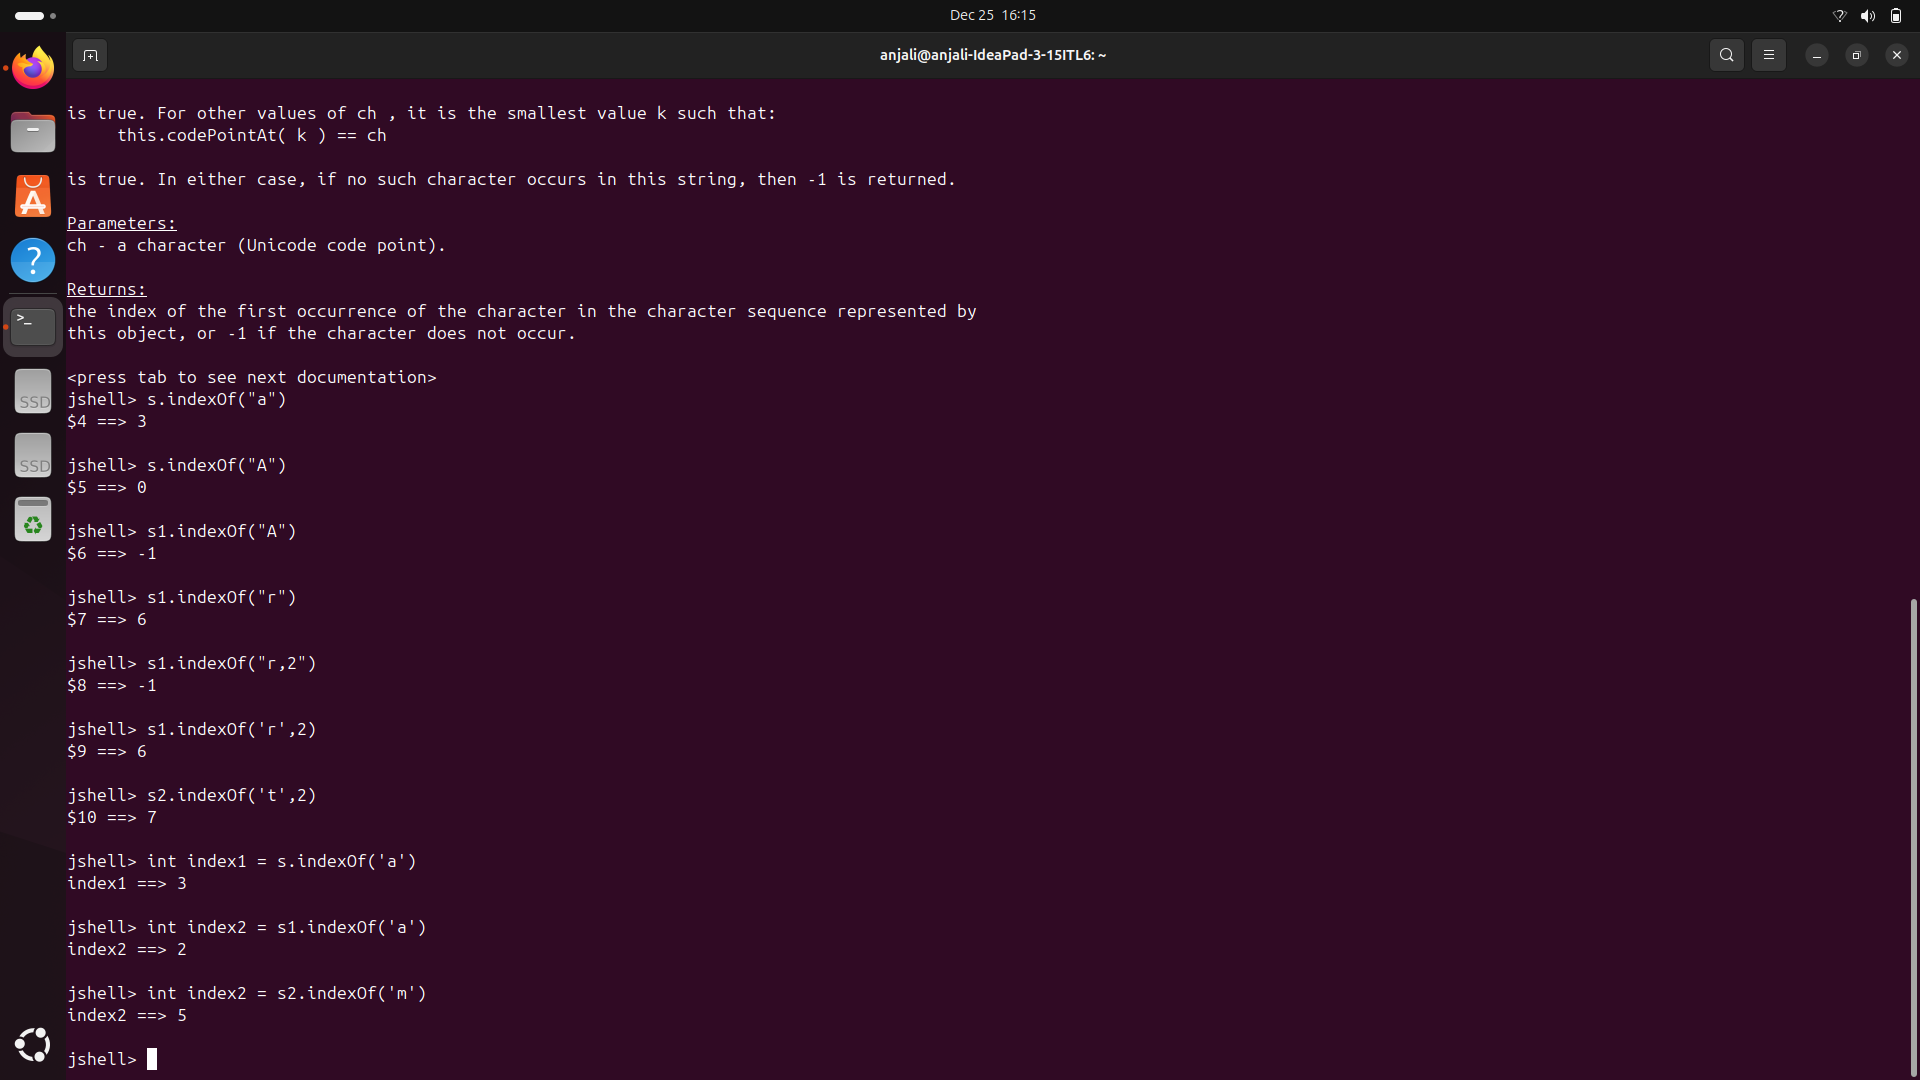 Dec 25 16:15
anjali@anjali-IdeaPad-3-15ITL6: ~
is true. For other values of ch , it is the smallest value k such that:
this.codePointAt( k ) == ch
is true. In either case, if no such character occurs in this string, then -1 is returned.
Parameters:
ch - a character (Unicode code point).
Returns:
the index of the first occurrence of the character in the character sequence represented by
this object, or -1 if the character does not occur.
<press tab to see next documentation>
jshell> s.indexOf("a")
$4 ==> 3
jshell> s.indexOf("A")
$5 ==> 0
jshell> s1.indexOf("A")
$6 ==> -1
jshell> s1.indexOf("r")
$7 ==> 6
jshell> s1.indexOf("r,2")
$8 ==> -1
jshell> s1.indexOf('r',2)
$9 ==> 6
jshell> s2.indexOf('t',2)
$10 ==> 7
jshell> int index1 = s.indexOf('a')
index1 ==> 3
jshell> int index2 = s1.indexOf('a')
index2 ==> 2
jshell> int index2 = s2.indexOf('m')
index2 ==> 5
jshell>
SSD
SSD